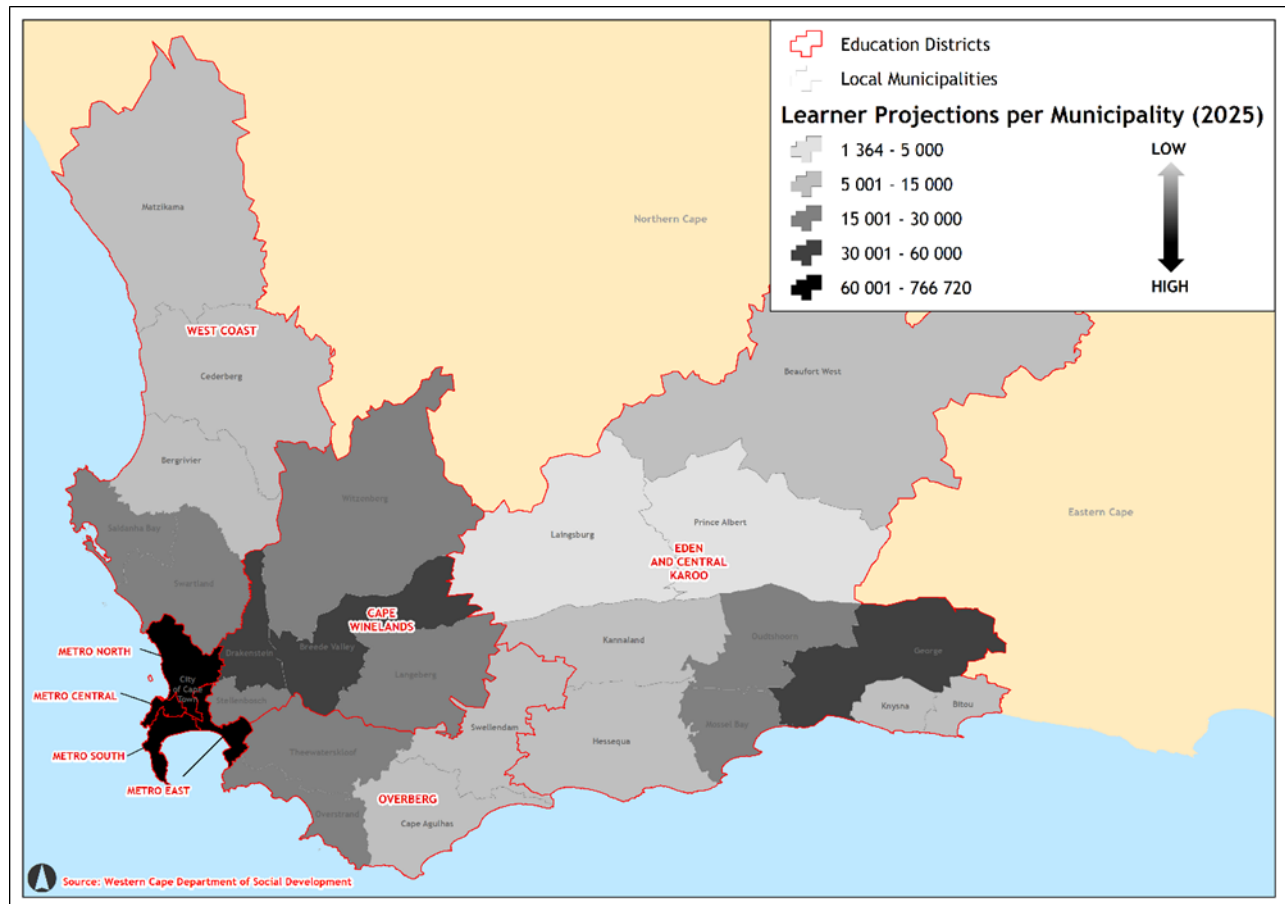 Education Districts
Local Municipalities
Learner Projections per Municipality (2025)
1 364 - 5 000
5 001 - 15 000
15 001 - 30 000
30 001 - 60 000
60 001 - 766 720
LOW
HIGH
Matzikama
Northern Cape
WEST COAST
Cederberg
Beaufort West
Bergrivier
Witzenberg
Saldanha Bay
Eastern Cape
Laingsburg
Prince Albert
EDEN
AND CENTRAL
KAROO
Swartland
CAPE
WINELANDS
Kannaland
Oudtshoorn
METRO NORTH
Drakenstein
Breede Valley
George
City
of Cape
Town
Langeberg
METRO CENTRAL
Stellenbosch
Knysna
Bitou
Mossel Bay
Swellendam
Hessequa
METRO SOUTH
Theewaterskloof
METRO EAST
OVERBERG
Overstrand
Cape Agulhas
Source: Western Cape Department of Social Development